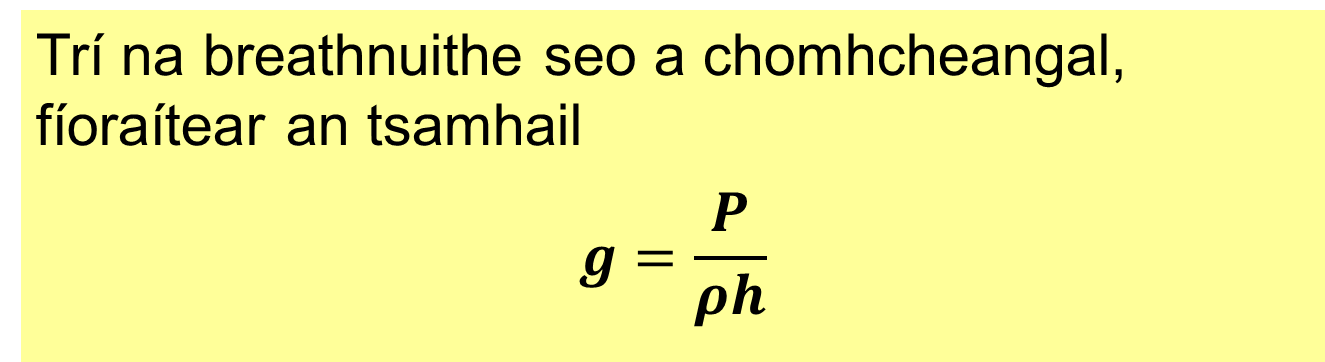 Trí na breathnuithe seo a chomhcheangal,
fíoraítear an tsamhail
g = P/ρh